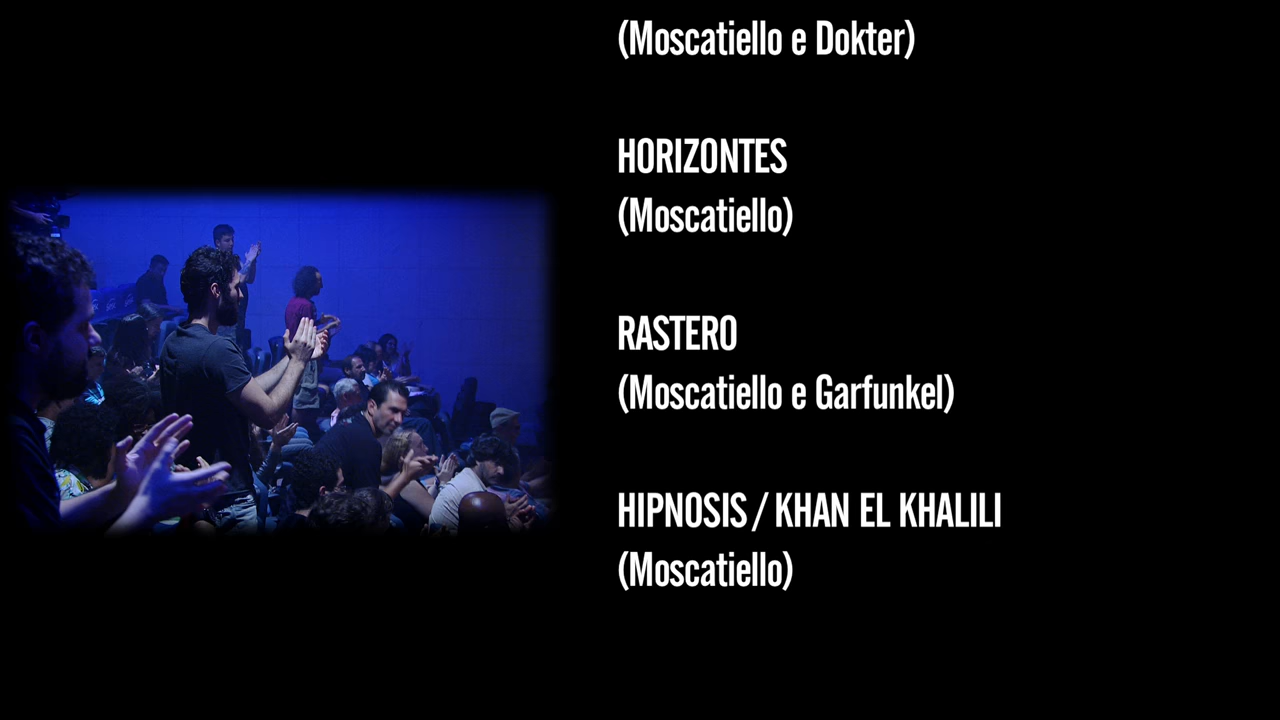 (Moscatiello e Dokter)
HORIZONTES
(Moscatiello)
RASTERO
(Moscatiello e Garfunkel)
HIPNOSIS / KHAN EL KHALILI
(Moscatiello)